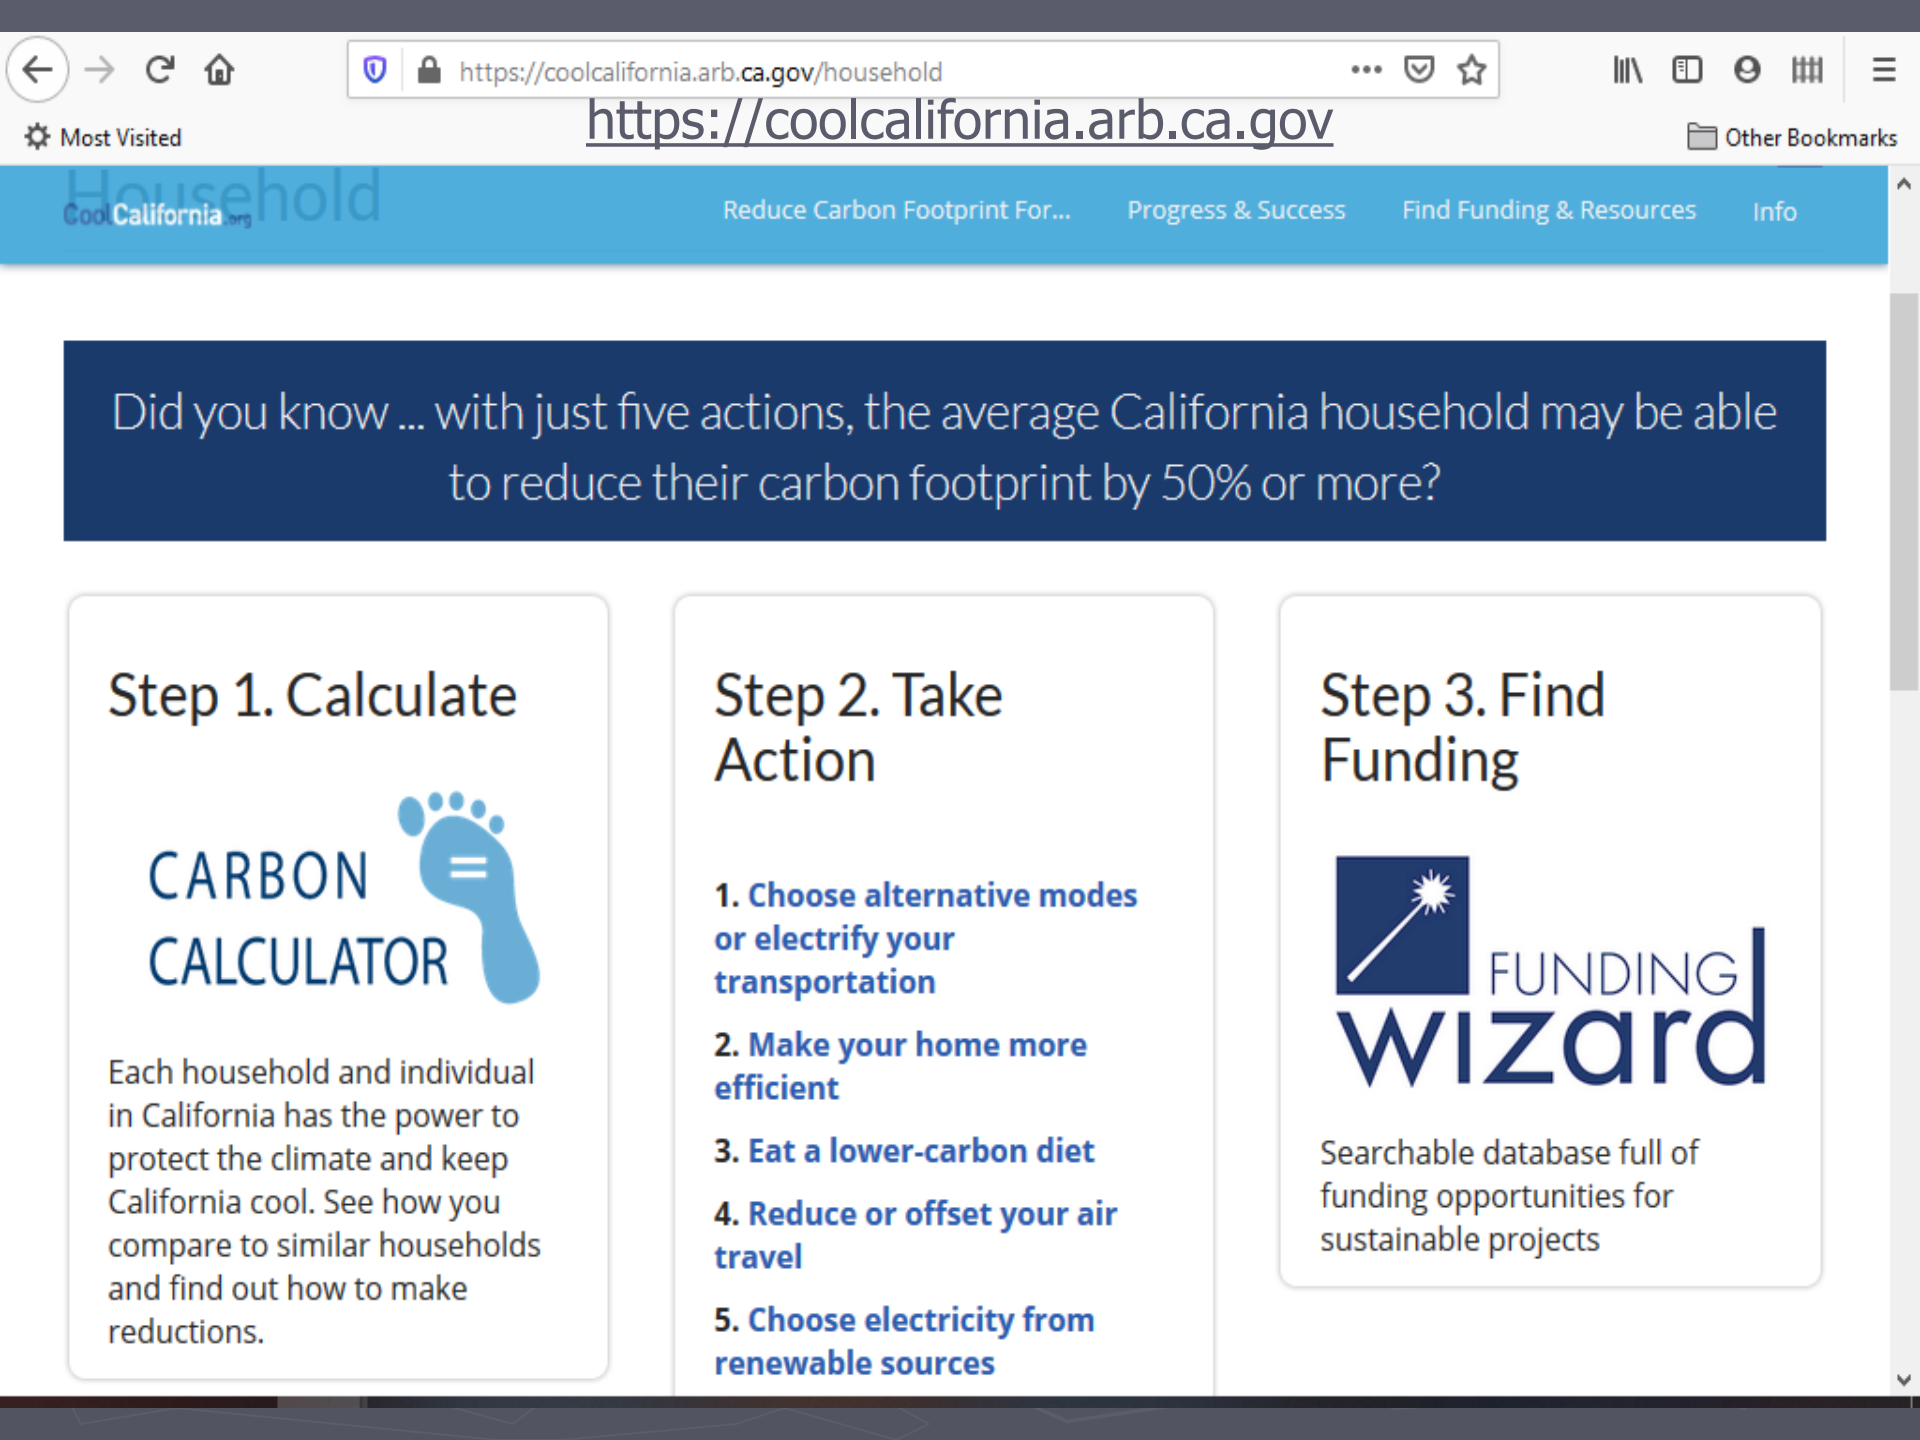 https://coolcalifornia.arb.ca.gov/household
https://coolcalifornia.arb.ca.gov
Most Visited
Other Bookmarks
Household
CoolCalifornia.org
Reduce Carbon Footprint For...
Progress & Success
Find Funding & Resources
Info
Did you know ... with just five actions, the average California household may be able
to reduce their carbon footprint by 50% or more?
Step 1. Calculate
CARBON
CALCULATOR
Each household and individual
in California has the power to
protect the climate and keep
California cool. See how you
compare to similar households
and find out how to make
reductions.
Step 2. Take
Action
1. Choose alternative modes
or electrify your
transportation
2. Make your home more
efficient
3. Eat a lower-carbon diet
4. Reduce or offset your air
travel
5. Choose electricity from
renewable sources
Step 3. Find
Funding
FUNDING
wizard
Searchable database full of
funding opportunities for
sustainable projects